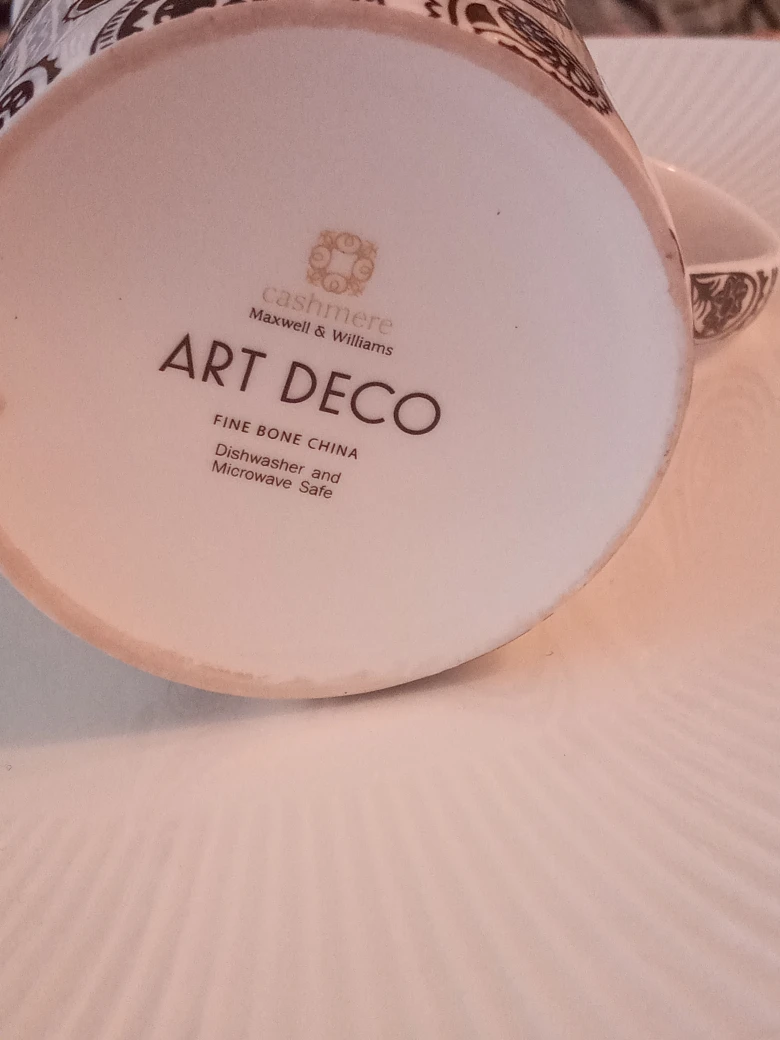 cashmere
Maxwell & Williams
ART DECO
FINE BONE CHINA
Dishwasher and
Microwave Safe